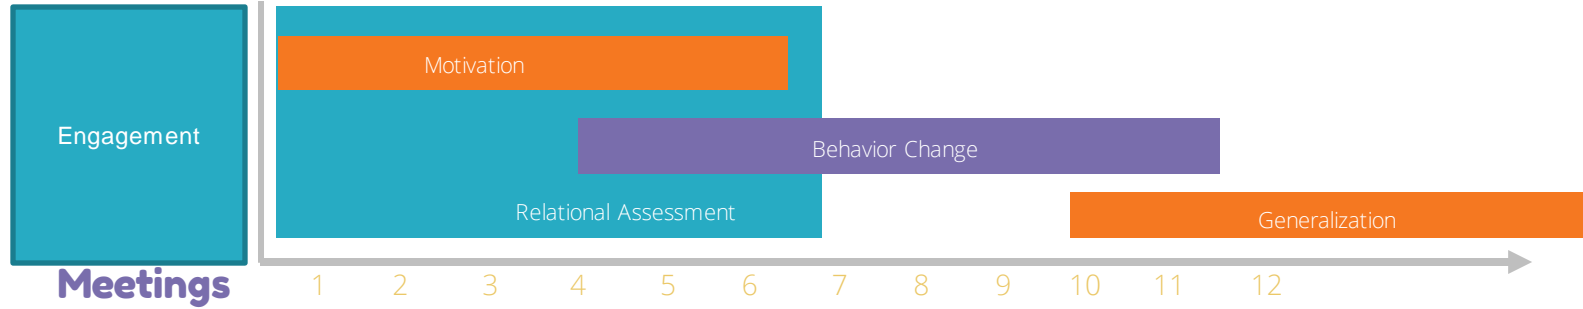 Motivation
Engagement
Behavior Change
Relational Assessment
Generalization
Meetings
1 2 3 4 5 6 7 8 9 10 11 12